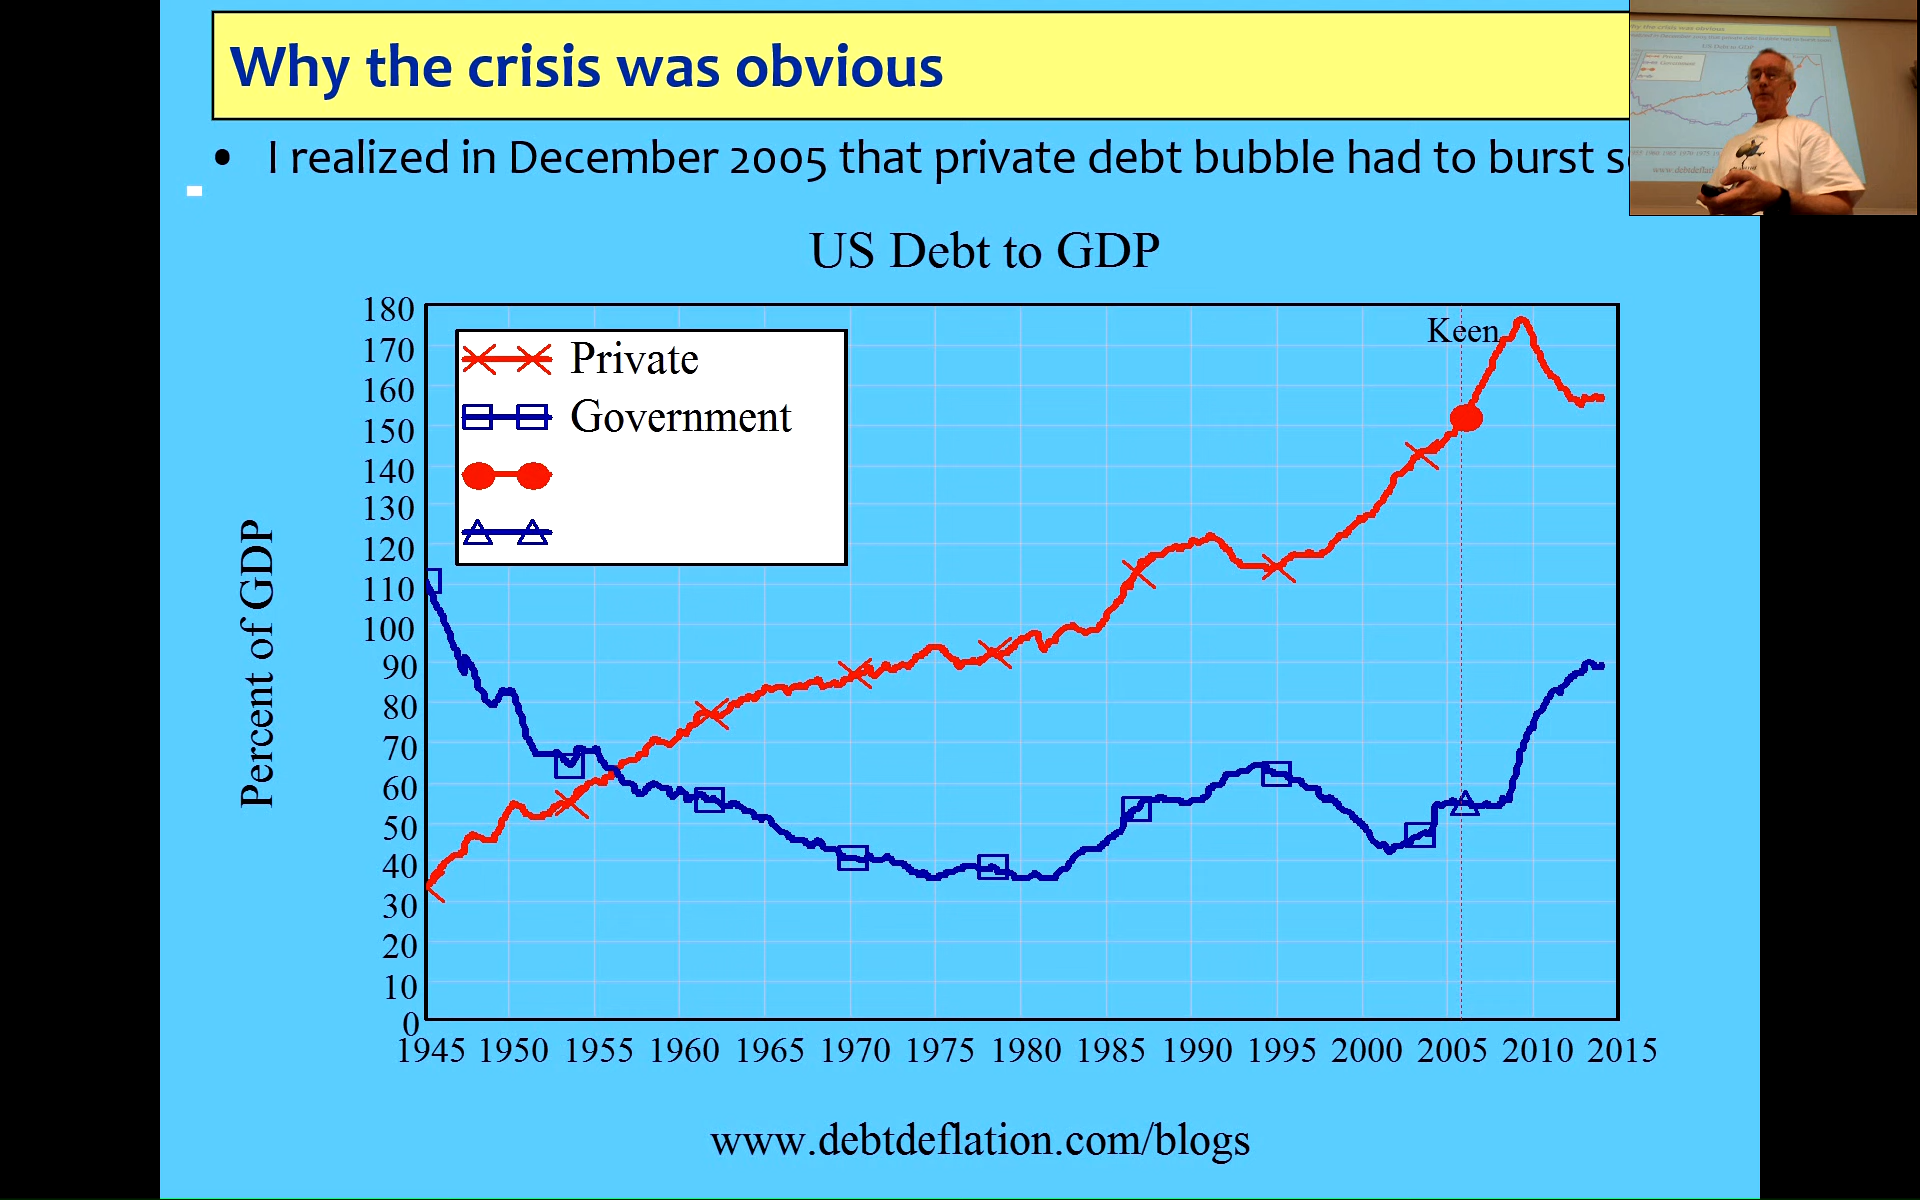 Why the crisis was obvious
• I realized in December 2005 that private debt bubble had to burst
US Debt to GDP
180
170
160
150
140
130
120
110
100
90
80
70
60
50
40
30
20
10
0
Percent of GDP
Private
Government
Keen
1945 1950 1955 1960 1965 1970 1975 1980 1985 1990 1995 2000 2005 2010 2015
www.debtdeflation.com/blogs